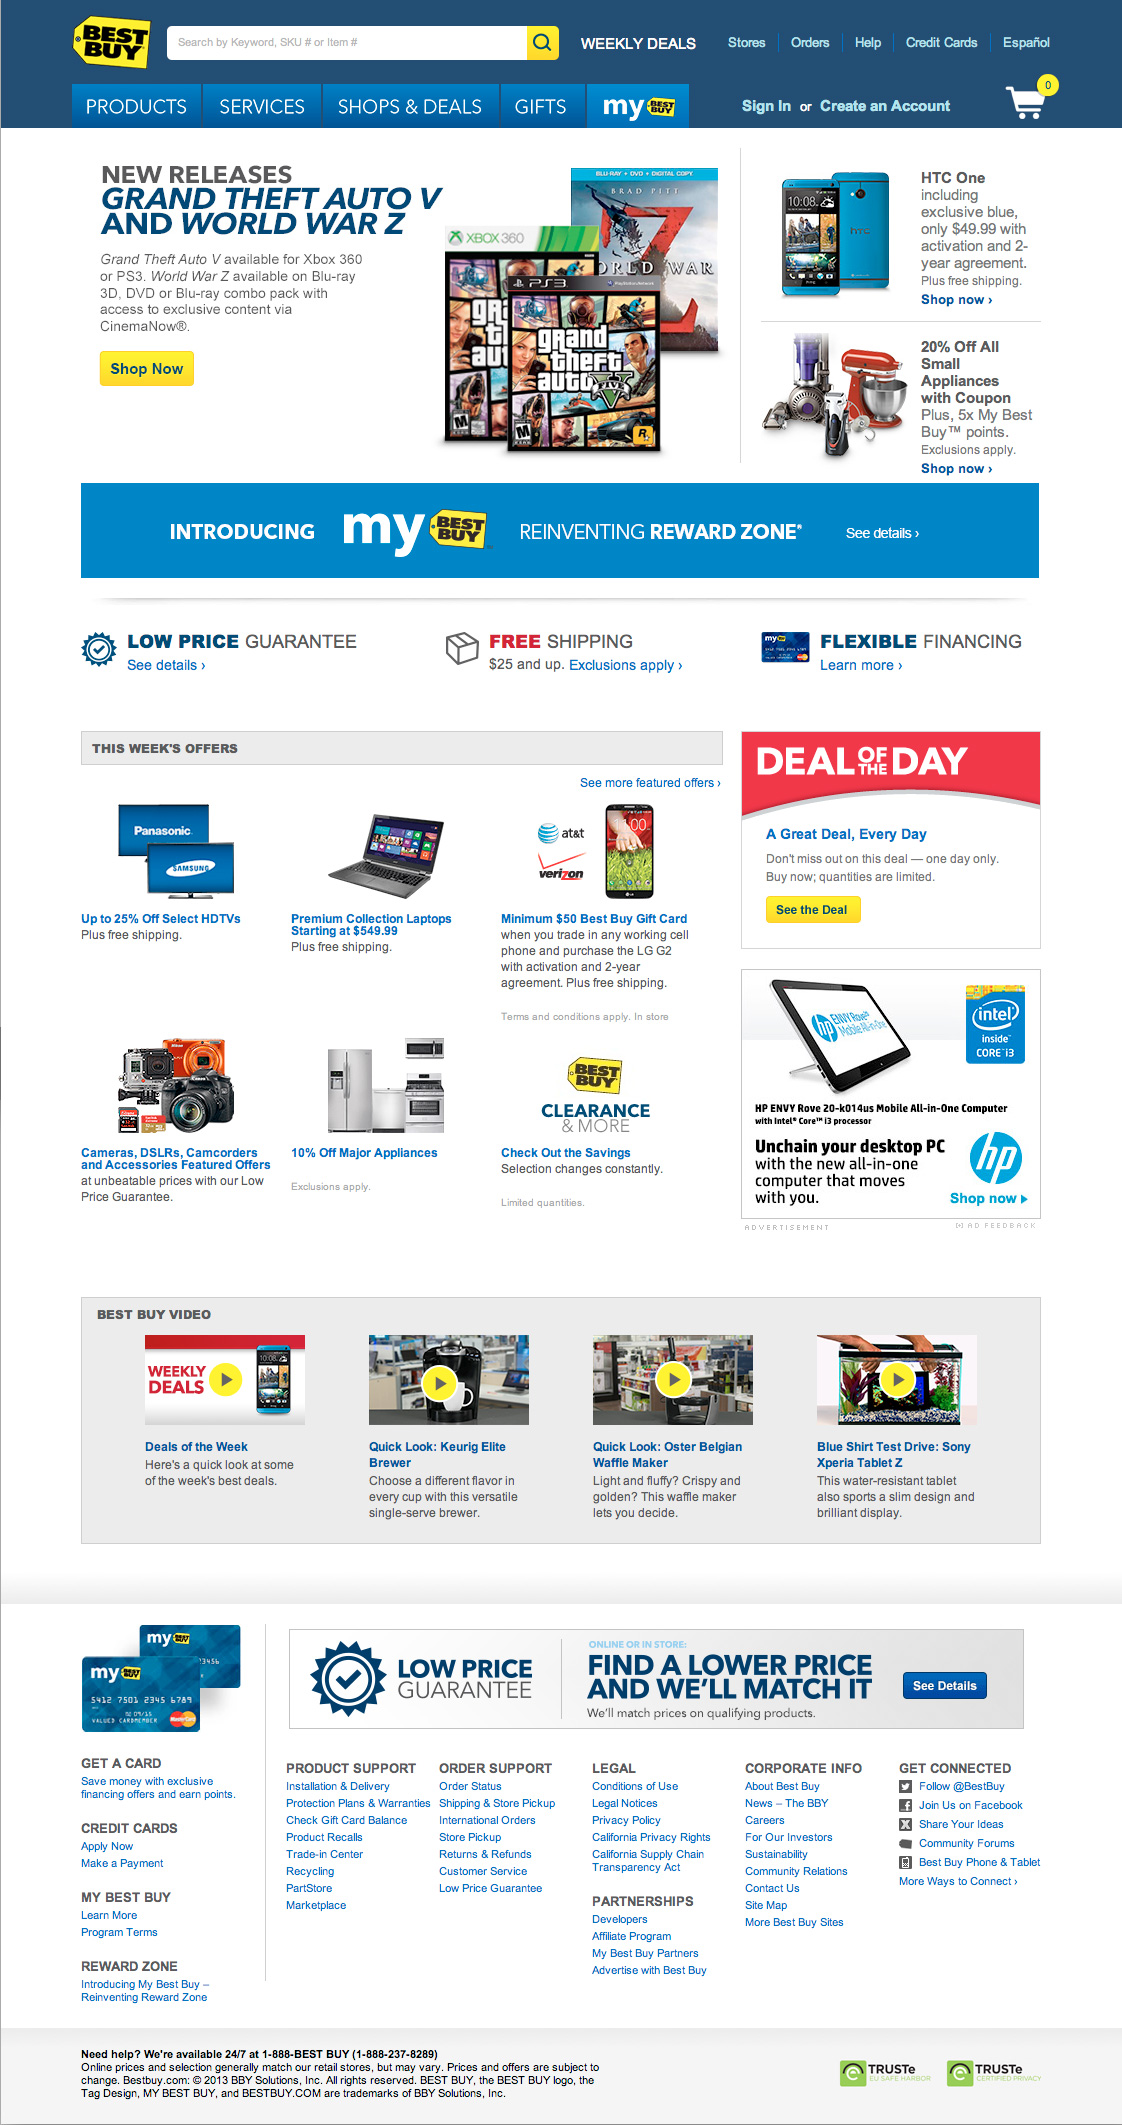 BEST BUY
Search by Keyword, SKU # or Item #
WEEKLY DEALS
Stores
Orders
Help
Credit Cards
Español
PRODUCTS
SERVICES
SHOPS & DEALS
GIFTS
my BEST BUY
Sign In or Create an Account
0
NEW RELEASES
GRAND THEFT AUTO V
AND WORLD WAR Z
Grand Theft Auto V available for Xbox 360
or PS3. World War Z available on Blu-ray
3D, DVD or Blu-ray combo pack with
access to exclusive content via
CinemaNow®.
Shop Now
BLU-RAY + DVD + DIGITAL COPY
BRAD PITT
WORLD WAR
XBOX 360
PS3
grand
theft
auto
V
HTC One
including
exclusive blue,
only $49.99 with
activation and 2-
year agreement.
Plus free shipping.
Shop now ›
20% Off All
Small
Appliances
with Coupon
Plus, 5x My Best
Buy™ points.
Exclusions apply.
Shop now ›
INTRODUCING my BEST BUY REINVENTING REWARD ZONE* See details ›
LOW PRICE GUARANTEE
See details ›
FREE SHIPPING
$25 and up. Exclusions apply ›
FLEXIBLE FINANCING
Learn more ›
THIS WEEK'S OFFERS
See more featured offers ›
Panasonic
SAMSUNG
Up to 25% Off Select HDTVs
Plus free shipping.
Premium Collection Laptops
Starting at $549.99
Plus free shipping.
at&t
verizon
Minimum $50 Best Buy Gift Card
when you trade in any working cell
phone and purchase the LG G2
with activation and 2-year
agreement. Plus free shipping.
Terms and conditions apply. In store
Cameras, DSLRs, Camcorders
and Accessories Featured Offers
at unbeatable prices with our Low
Price Guarantee.
10% Off Major Appliances
Exclusions apply.
BEST BUY
CLEARANCE
& MORE
Check Out the Savings
Selection changes constantly.
Limited quantities.
DEAL OF THE DAY
A Great Deal, Every Day
Don't miss out on this deal — one day only.
Buy now; quantities are limited.
See the Deal
hp ENVY Rove
Mobile All-in-One
intel
inside
CORE i3
HP ENVY Rove 20-k014us Mobile All-in-One Computer
with Intel® Core™ i3 processor
Unchain your desktop PC
with the new all-in-one
computer that moves
with you.
hp
Shop now
ADVERTISEMENT
AD FEEDBACK
BEST BUY VIDEO
WEEKLY
DEALS
Deals of the Week
Here's a quick look at some
of the week's best deals.
Quick Look: Keurig Elite
Brewer
Choose a different flavor in
every cup with this versatile
single-serve brewer.
Quick Look: Oster Belgian
Waffle Maker
Light and fluffy? Crispy and
golden? This waffle maker
lets you decide.
Blue Shirt Test Drive: Sony
Xperia Tablet Z
This water-resistant tablet
also sports a slim design and
brilliant display.
my BEST BUY
my BEST BUY
5412 7501 2345 6789
VALUED CARDMEMBER
MasterCard
LOW PRICE
GUARANTEE
ONLINE OR IN STORE:
FIND A LOWER PRICE
AND WE'LL MATCH IT
We'll match prices on qualifying products.
See Details
GET A CARD
Save money with exclusive
financing offers and earn points.
CREDIT CARDS
Apply Now
Make a Payment
MY BEST BUY
Learn More
Program Terms
REWARD ZONE
Introducing My Best Buy –
Reinventing Reward Zone
PRODUCT SUPPORT
Installation & Delivery
Protection Plans & Warranties
Check Gift Card Balance
Product Recalls
Trade-in Center
Recycling
PartStore
Marketplace
ORDER SUPPORT
Order Status
Shipping & Store Pickup
International Orders
Store Pickup
Returns & Refunds
Customer Service
Low Price Guarantee
LEGAL
Conditions of Use
Legal Notices
Privacy Policy
California Privacy Rights
California Supply Chain
Transparency Act
PARTNERSHIPS
Developers
Affiliate Program
My Best Buy Partners
Advertise with Best Buy
CORPORATE INFO
About Best Buy
News – The BBY
Careers
For Our Investors
Sustainability
Community Relations
Contact Us
Site Map
More Best Buy Sites
GET CONNECTED
Follow @BestBuy
Join Us on Facebook
Share Your Ideas
Community Forums
Best Buy Phone & Tablet
More Ways to Connect ›
Need help? We're available 24/7 at 1-888-BEST BUY (1-888-237-8289)
Online prices and selection generally match our retail stores, but may vary. Prices and offers are subject to
change. Bestbuy.com: © 2013 BBY Solutions, Inc. All rights reserved. BEST BUY, the BEST BUY logo, the
Tag Design, MY BEST BUY, and BESTBUY.COM are trademarks of BBY Solutions, Inc.
TRUSTe
EU SAFE HARBOR
TRUSTe
CERTIFIED PRIVACY